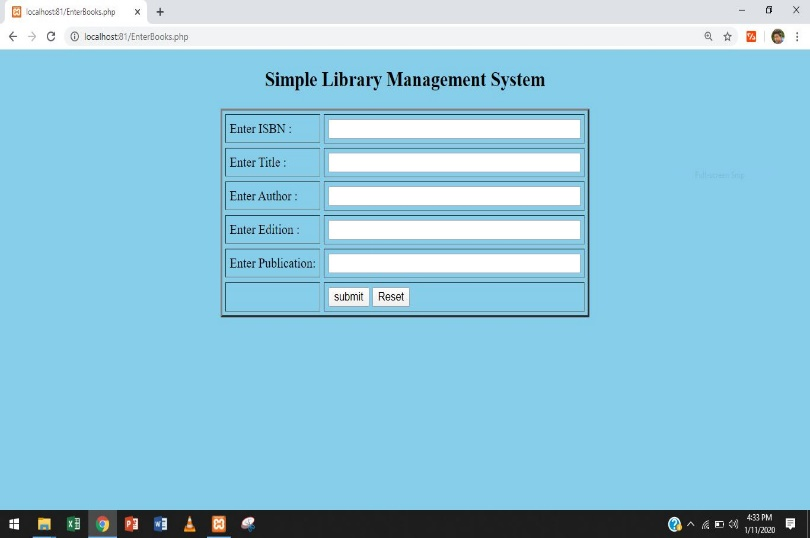 localhost:81/EnterBooks.php
localhost:81/EnterBooks.php
Simple Library Management System
Enter ISBN :
Enter Title :
Enter Author :
Enter Edition :
Enter Publication:
submit Reset
4:33 PM
1/11/2020